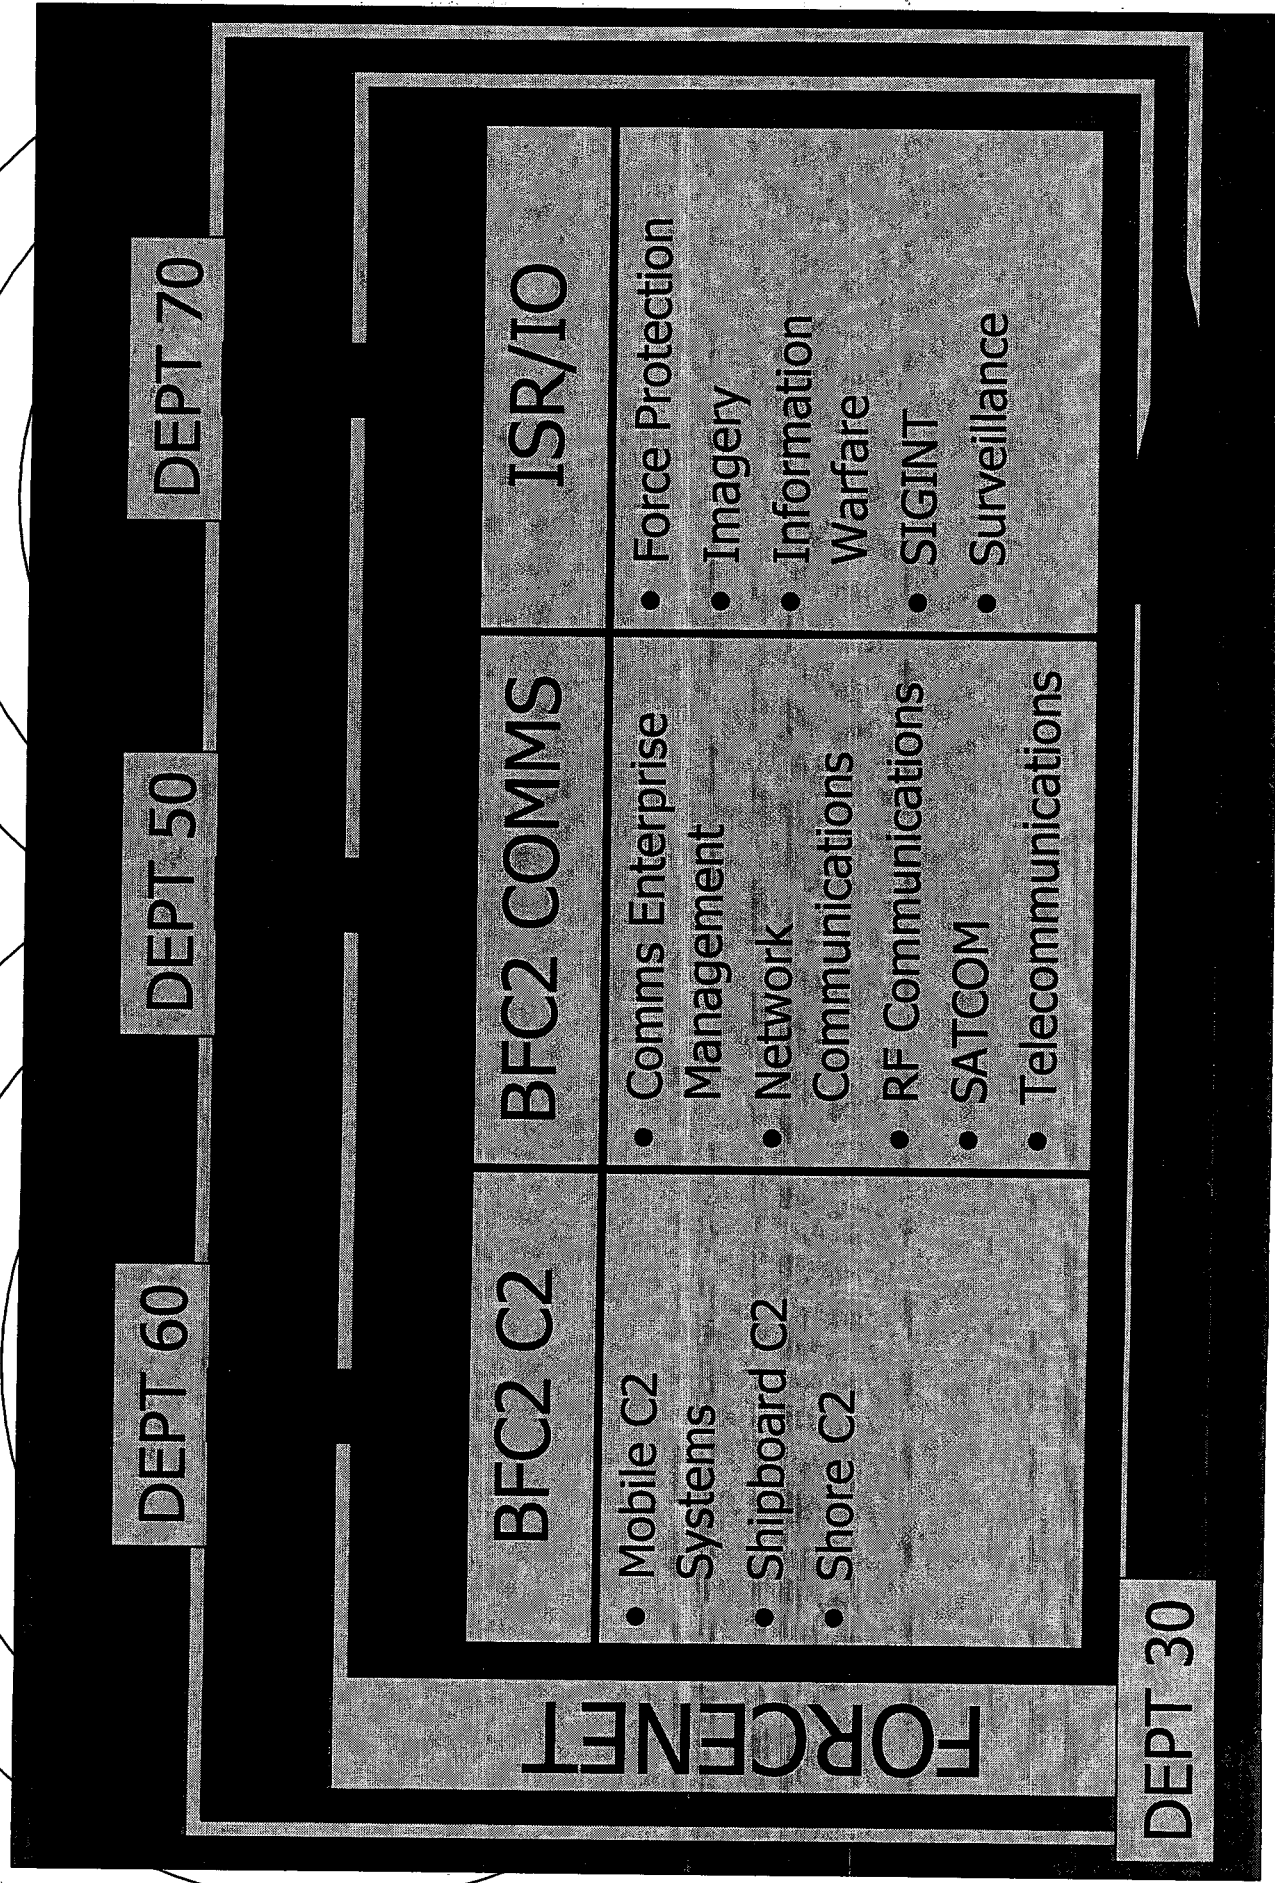 DEPT 60
DEPT 50
DEPT 70
FORCENET
BFC2 C2
• Mobile C2
Systems
• Shipboard C2
• Shore C2
BFC2 COMMS
• Comms Enterprise
Management
• Network
Communications
• RF Communications
• SATCOM
• Telecommunications
ISR/IO
• Force Protection
• Imagery
• Information
Warfare
• SIGINT
• Surveillance
DEPT 30